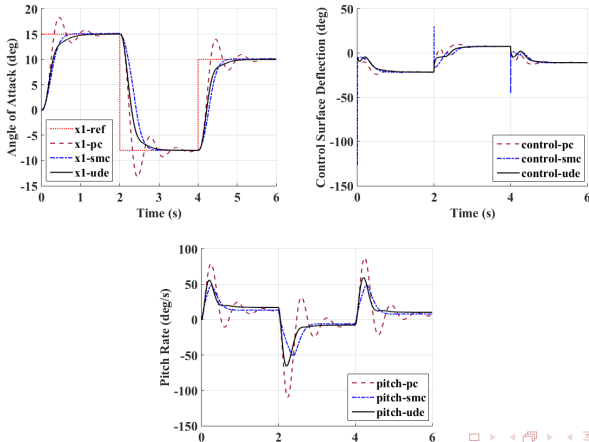 20
15
10
5
0
-5
-10
-15
Angle of Attack (deg)
x1-ref
x1-pc
x1-smc
x1-ude
0
1
2
3
4
5
6
Time (s)
50
0
-50
-100
-150
Control Surface Deflection (deg)
control-pc
control-smc
control-ude
0
2
4
6
Time (s)
100
50
0
-50
-100
-150
Pitch Rate (deg/s)
pitch-pc
pitch-smc
pitch-ude
0
2
4
6